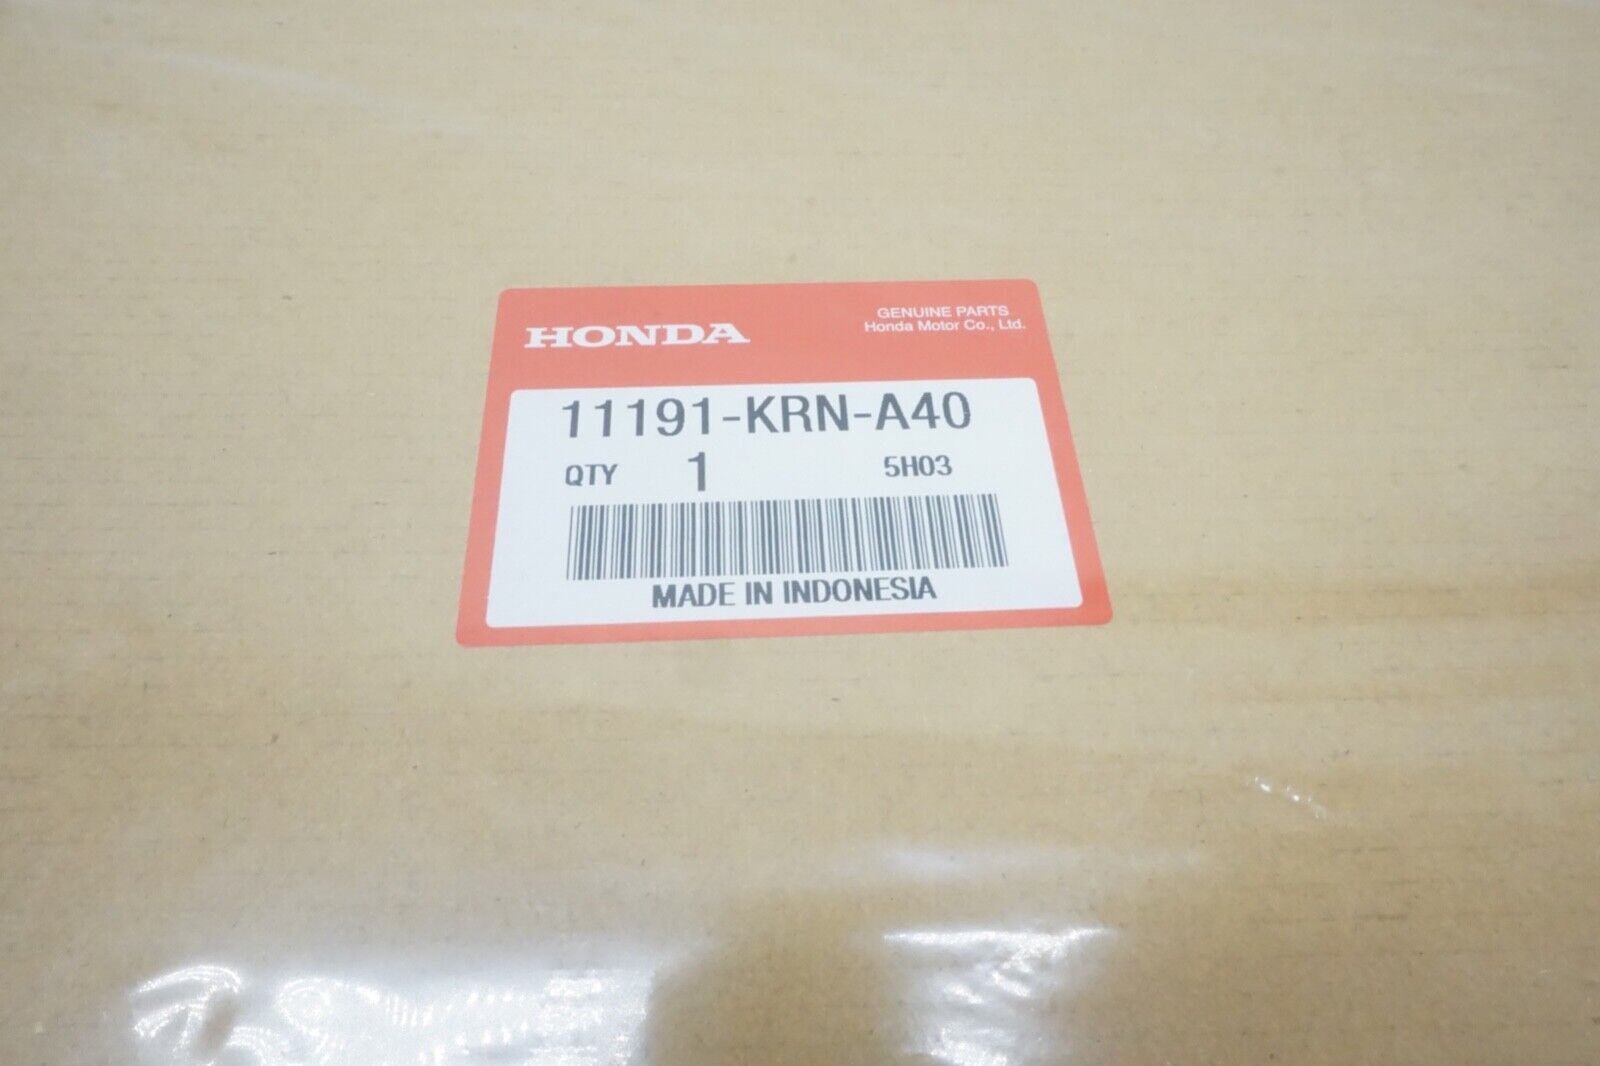 HONDA
GENUINE PARTS
Honda Motor Co., Ltd.
11191-KRN-A40
QTY 1 5H03
MADE IN INDONESIA